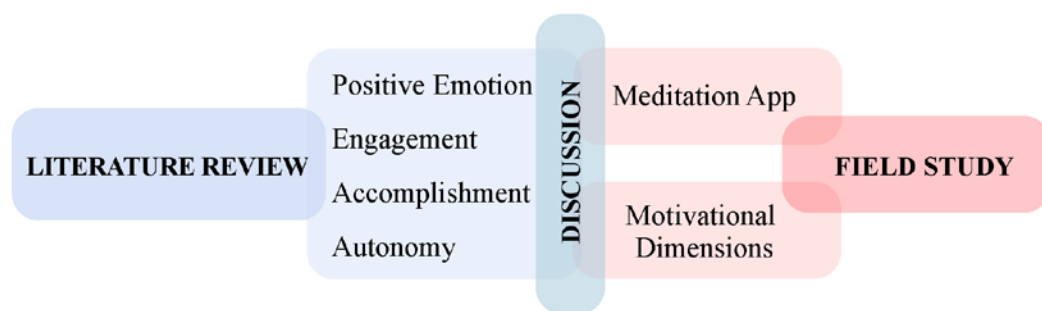 LITERATURE REVIEW
Positive Emotion
Engagement
Accomplishment
Autonomy
DISCUSSION
Meditation App
Motivational
Dimensions
FIELD STUDY